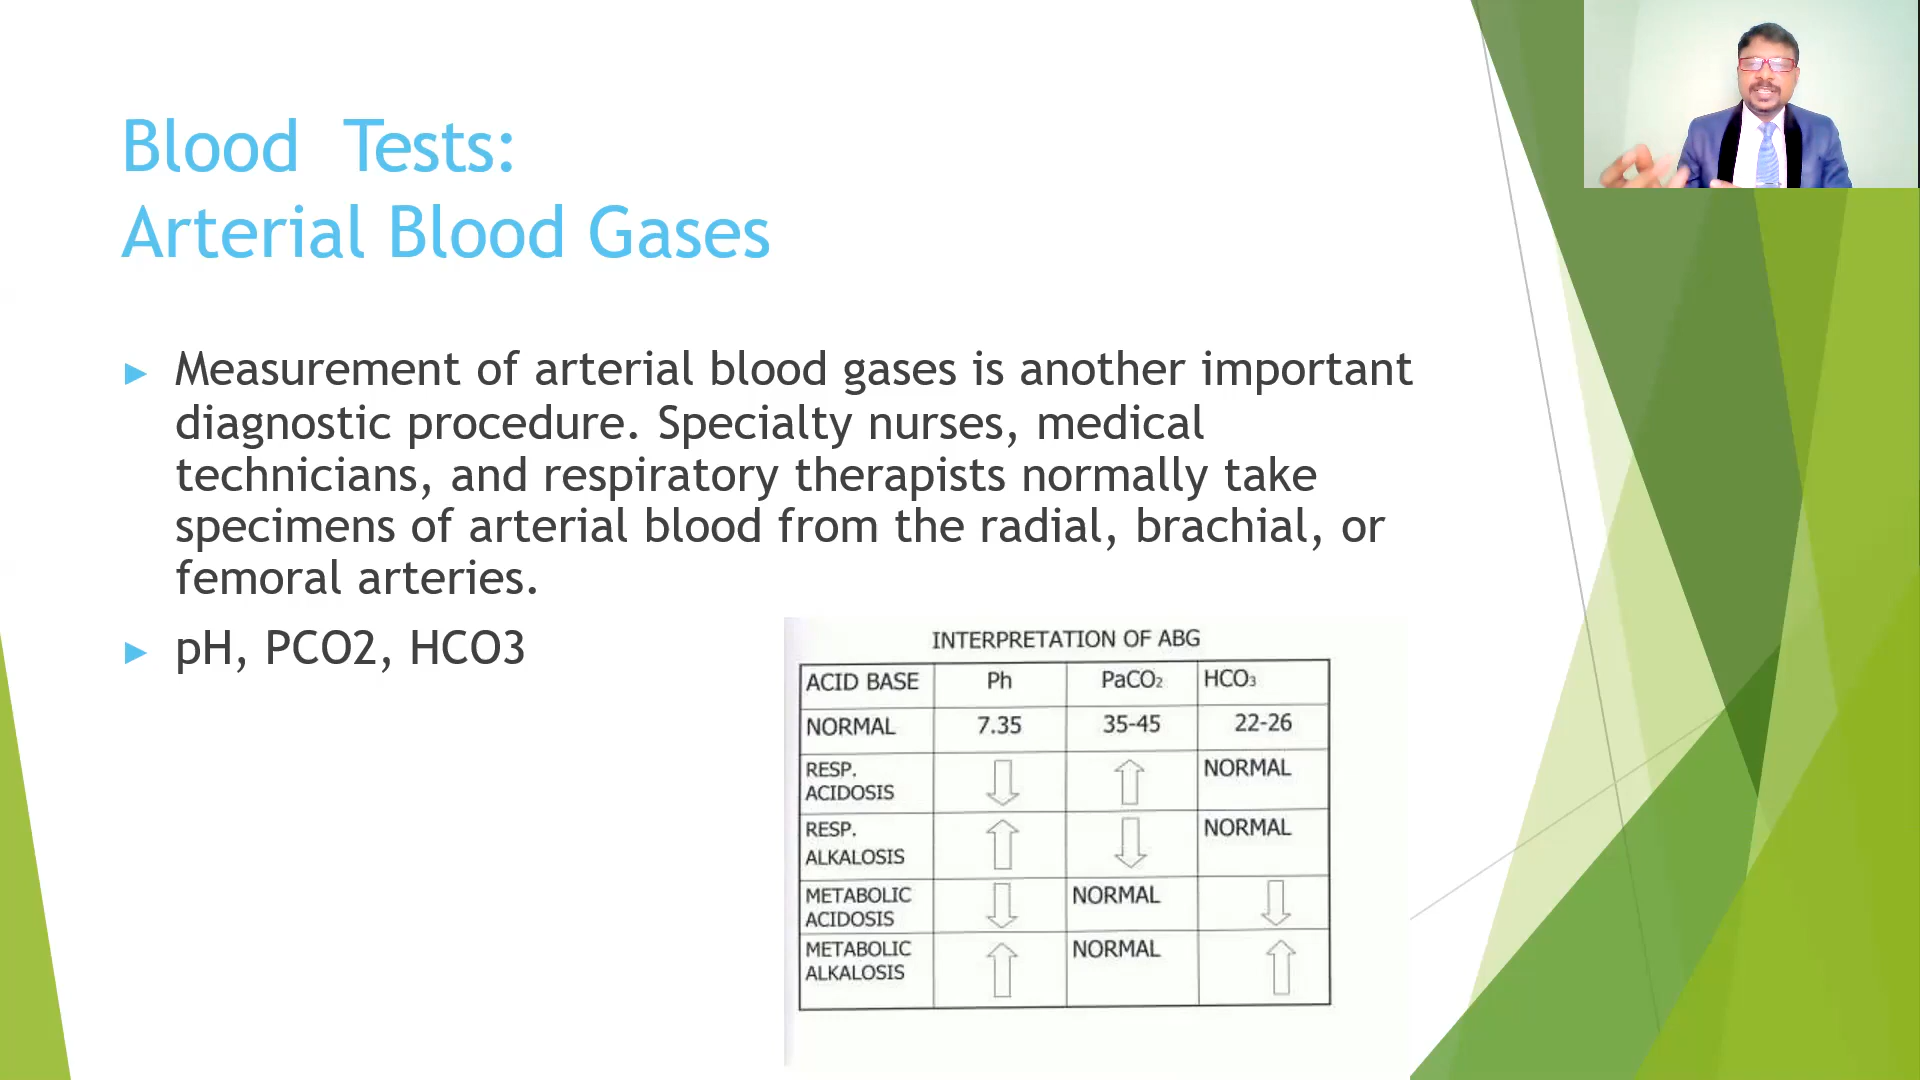 Blood Tests:
Arterial Blood Gases
Measurement of arterial blood gases is another important
diagnostic procedure. Specialty nurses, medical
technicians, and respiratory therapists normally take
specimens of arterial blood from the radial, brachial, or
femoral arteries.
pH, PCO2, HCO3
INTERPRETATION OF ABG
ACID BASE Ph PaCO₂ HCO₃
NORMAL 7.35 35-45 22-26
RESP.
ACIDOSIS
NORMAL
RESP.
ALKALOSIS
NORMAL
METABOLIC
ACIDOSIS
NORMAL
METABOLIC
ALKALOSIS
NORMAL